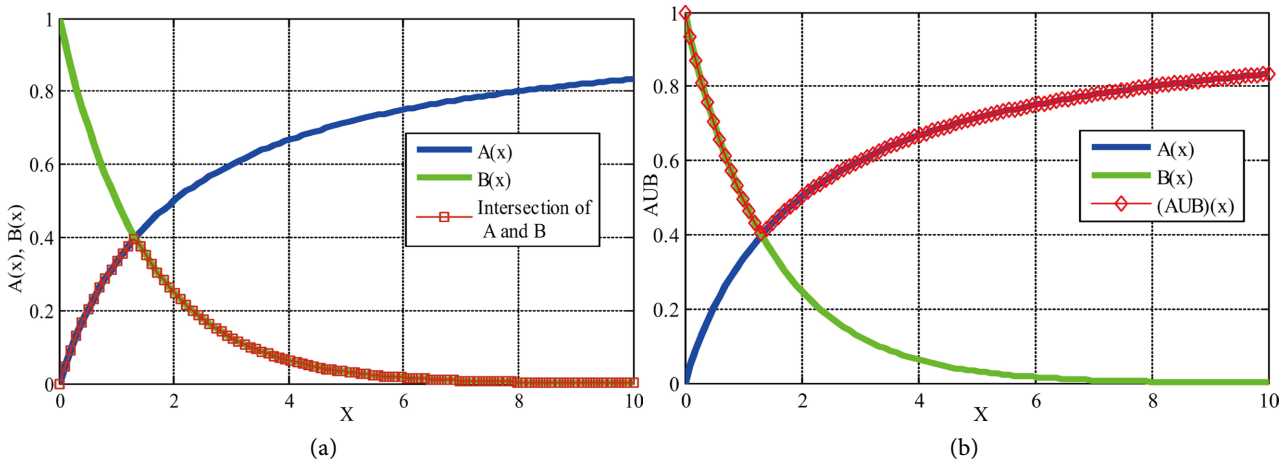 1
0.8
0.6
0.4
0.2
0
A(x), B(x)
A(x)
B(x)
Intersection of
A and B
0 2 4 6 8 10
X
(a)
1
0.8
0.6
0.4
0.2
0
AUB
A(x)
B(x)
(AUB)(x)
0 2 4 6 8 10
X
(b)